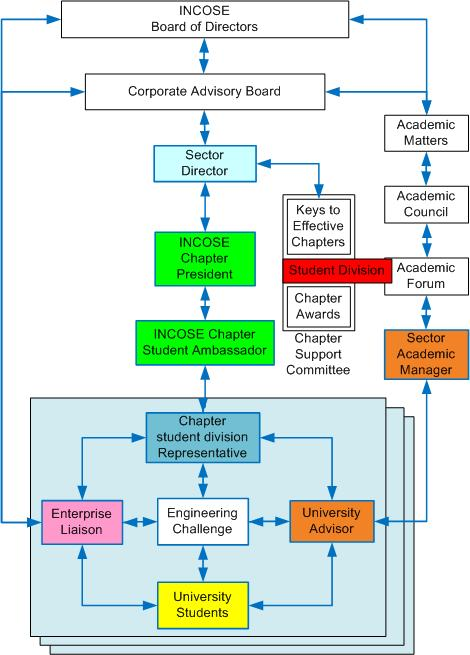 INCOSE
Board of Directors
Corporate Advisory Board
Academic
Matters
Sector
Director
Academic
Council
Keys to
Effective
Chapters
INCOSE
Chapter
President
Student Division
Academic
Forum
Chapter
Awards
INCOSE Chapter
Student Ambassador
Chapter
Support
Committee
Sector
Academic
Manager
Chapter
student division
Representative
Enterprise
Liaison
Engineering
Challenge
University
Advisor
University
Students